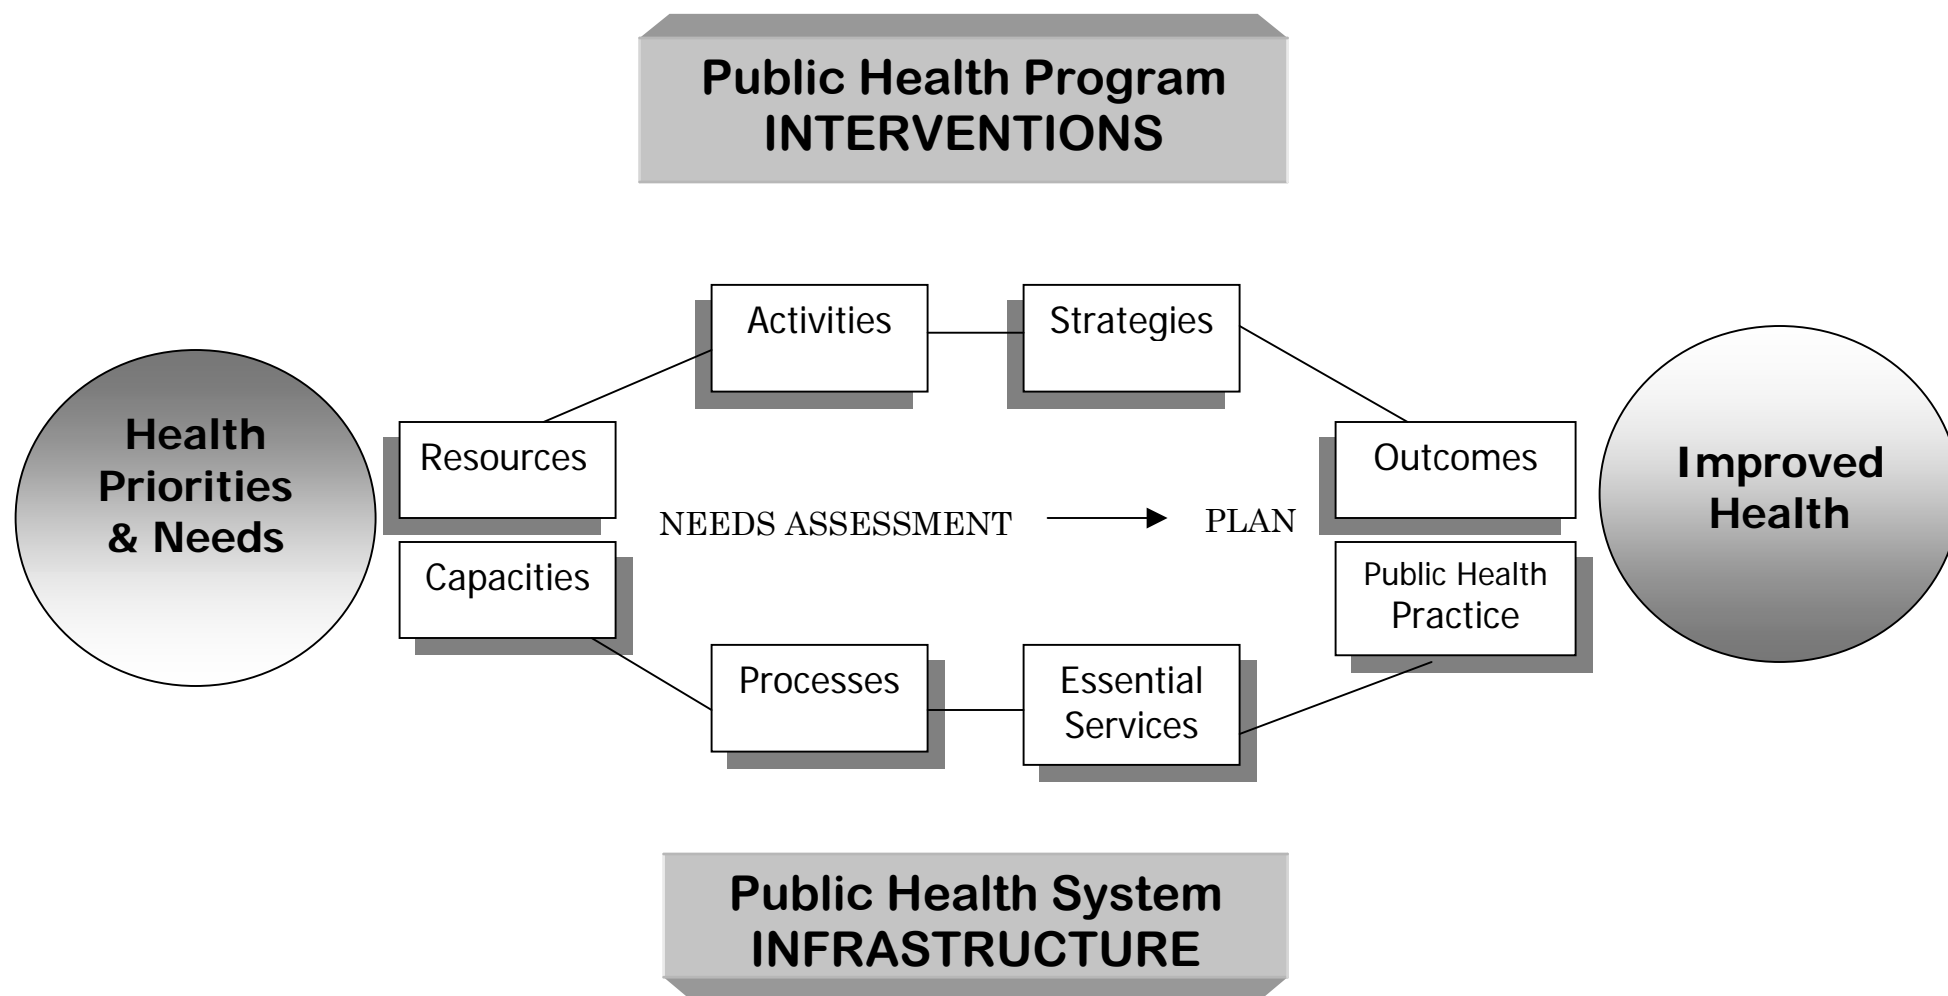 Public Health Program
INTERVENTIONS
Activities
Strategies
Health
Priorities
& Needs
Resources
Outcomes
Improved
Health
NEEDS ASSESSMENT
PLAN
Capacities
Public Health
Practice
Processes
Essential
Services
Public Health System
INFRASTRUCTURE